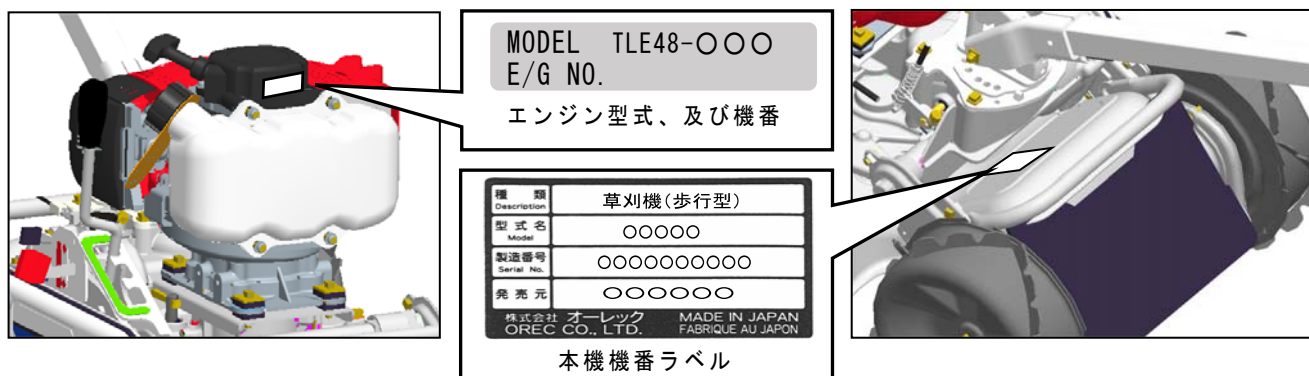 MODEL TLE48-○○○
E/G NO.
エンジン型式、及び機番
種類 草刈機(歩行型)
Description
型式名 ○○○○○
Model
製造番号 ○○○○○○○○○○
Serial No.
発売元 ○○○○○○
株式会社 オーレック MADE IN JAPAN
OREC CO., LTD. FABRIQUE AU JAPON
本機機番ラベル